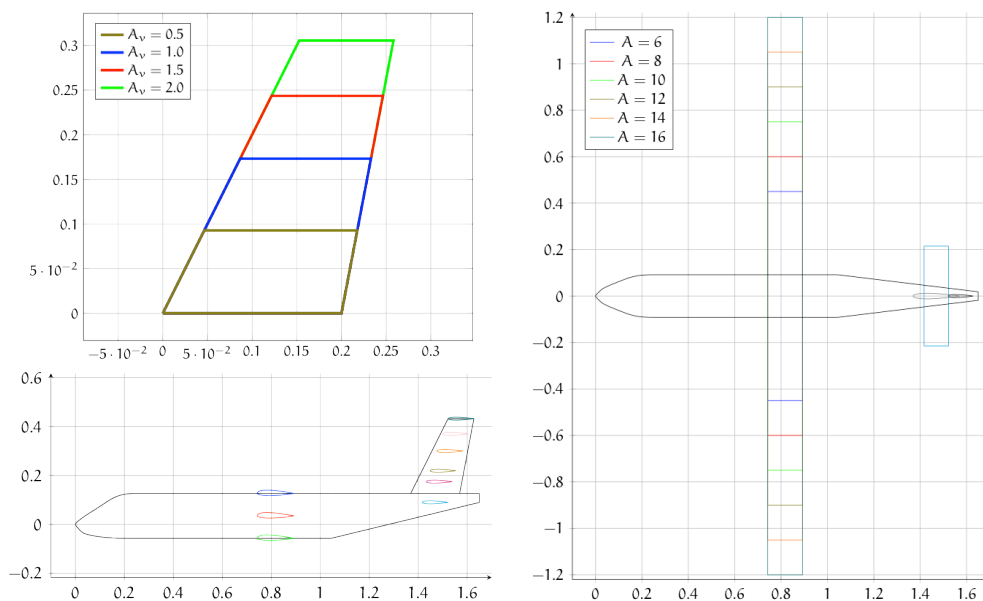 A_v = 0.5
A_v = 1.0
A_v = 1.5
A_v = 2.0
0.3
0.25
0.2
0.15
0.1
5 · 10⁻²
0
−5 · 10⁻² 0 5 · 10⁻² 0.1 0.15 0.2 0.25 0.3
0.6
0.4
0.2
0
−0.2
0 0.2 0.4 0.6 0.8 1 1.2 1.4 1.6
A = 6
A = 8
A = 10
A = 12
A = 14
A = 16
1.2
1
0.8
0.6
0.4
0.2
0
−0.2
−0.4
−0.6
−0.8
−1
−1.2
0 0.2 0.4 0.6 0.8 1 1.2 1.4 1.6